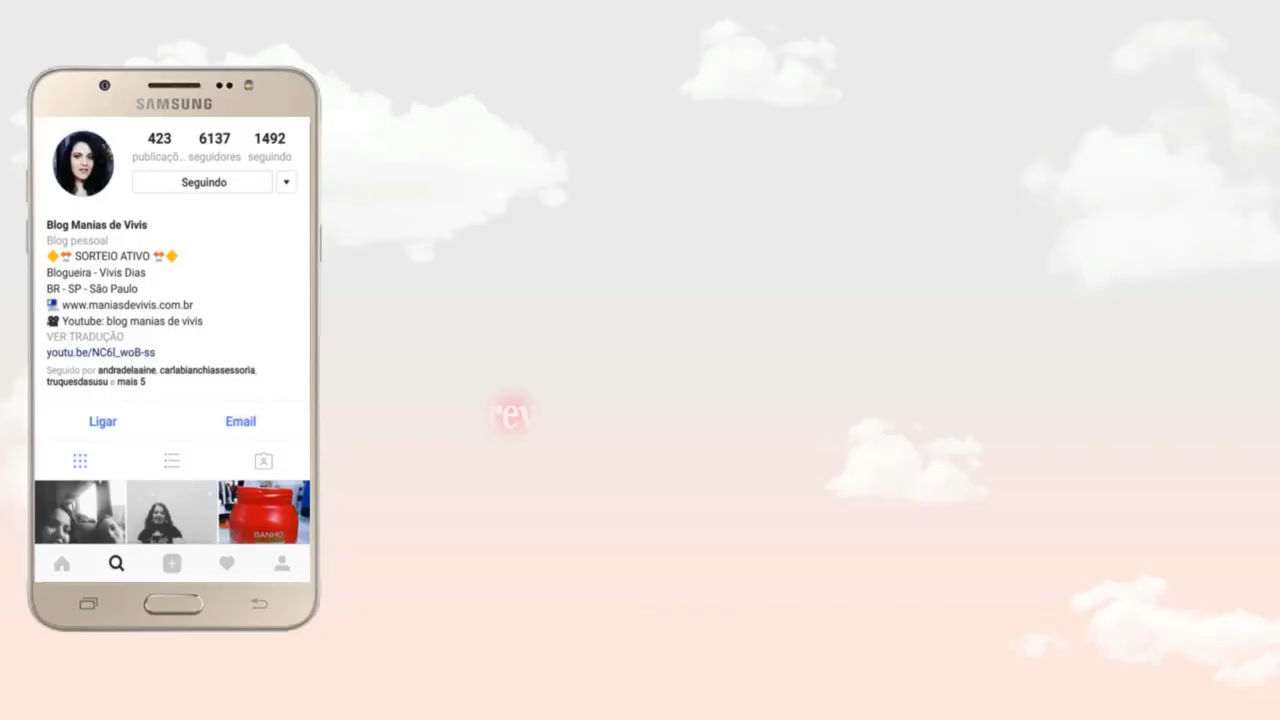 SAMSUNG
423 6137 1492
publicaçõ... seguidores seguindo
Seguindo
Blog Manias de Vivis
Blog pessoal
SORTEIO ATIVO
Blogueira - Vivis Dias
BR - SP - São Paulo
www.maniasdevivis.com.br
Youtube: blog manias de vivis
VER TRADUÇÃO
youtu.be/NC6l_woB-ss
Seguido por andradelaaine, carlabianchiassessoria,
truquesdasusu e mais 5
Ligar Email
BANHO
rev